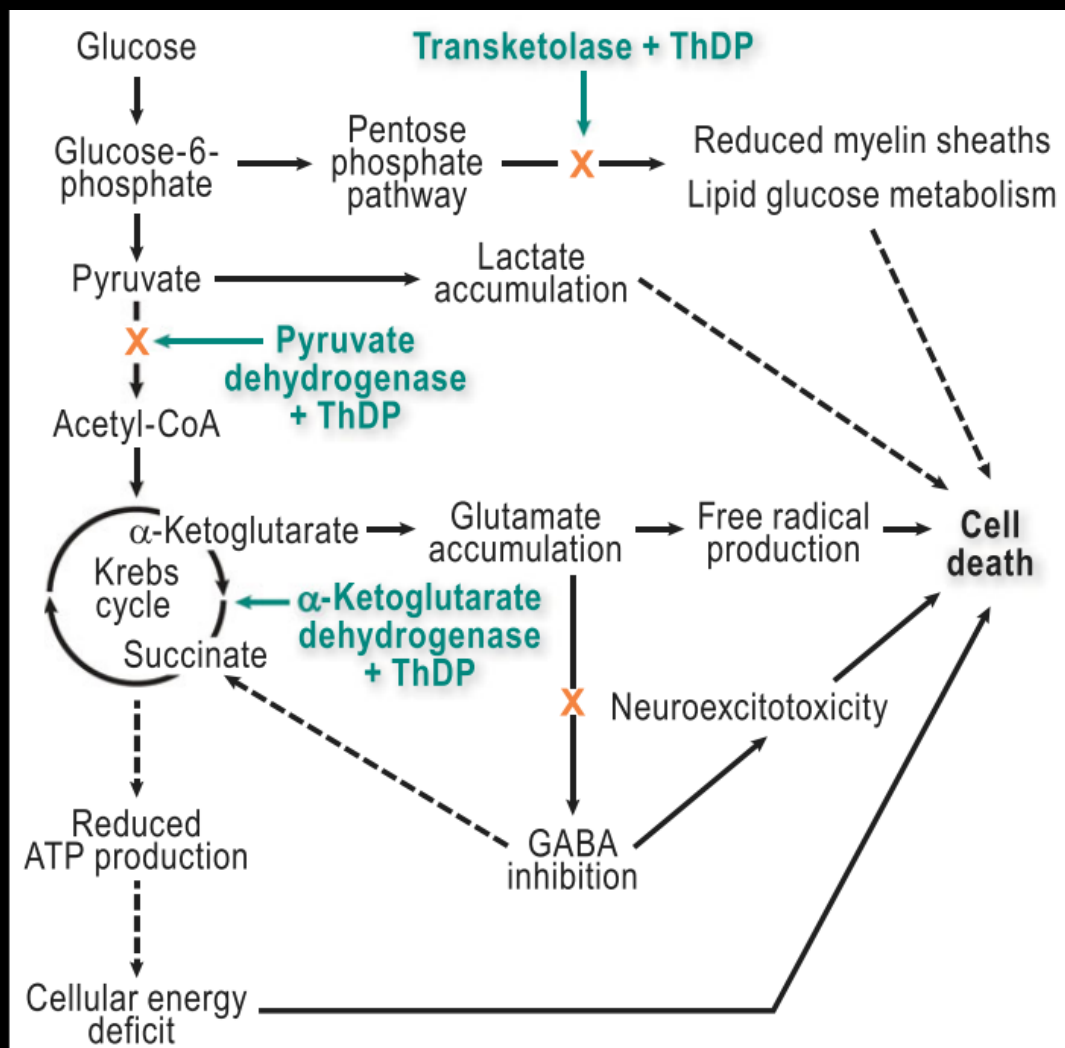 Glucose
Transketolase + ThDP
Glucose-6-
phosphate
Pentose
phosphate
pathway
X
Reduced myelin sheaths
Lipid glucose metabolism
Pyruvate
Lactate
accumulation
X
Pyruvate
dehydrogenase
+ ThDP
Acetyl-CoA
α-Ketoglutarate
Glutamate
accumulation
Free radical
production
Cell
death
Krebs
cycle
α-Ketoglutarate
dehydrogenase
+ ThDP
Succinate
X
Neuroexcitotoxicity
Reduced
ATP production
GABA
inhibition
Cellular energy
deficit